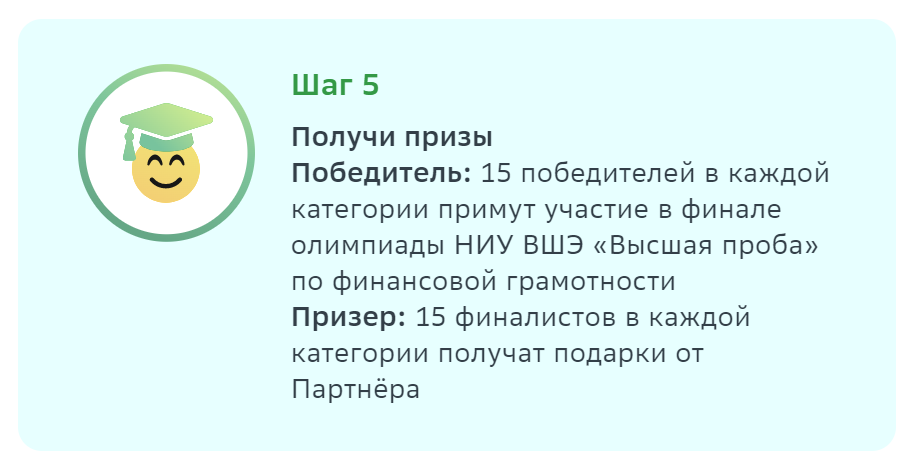 Шаг 5
Получи призы
Победитель: 15 победителей в каждой
категории примут участие в финале
олимпиады НИУ ВШЭ «Высшая проба»
по финансовой грамотности
Призер: 15 финалистов в каждой
категории получат подарки от
Партнёра